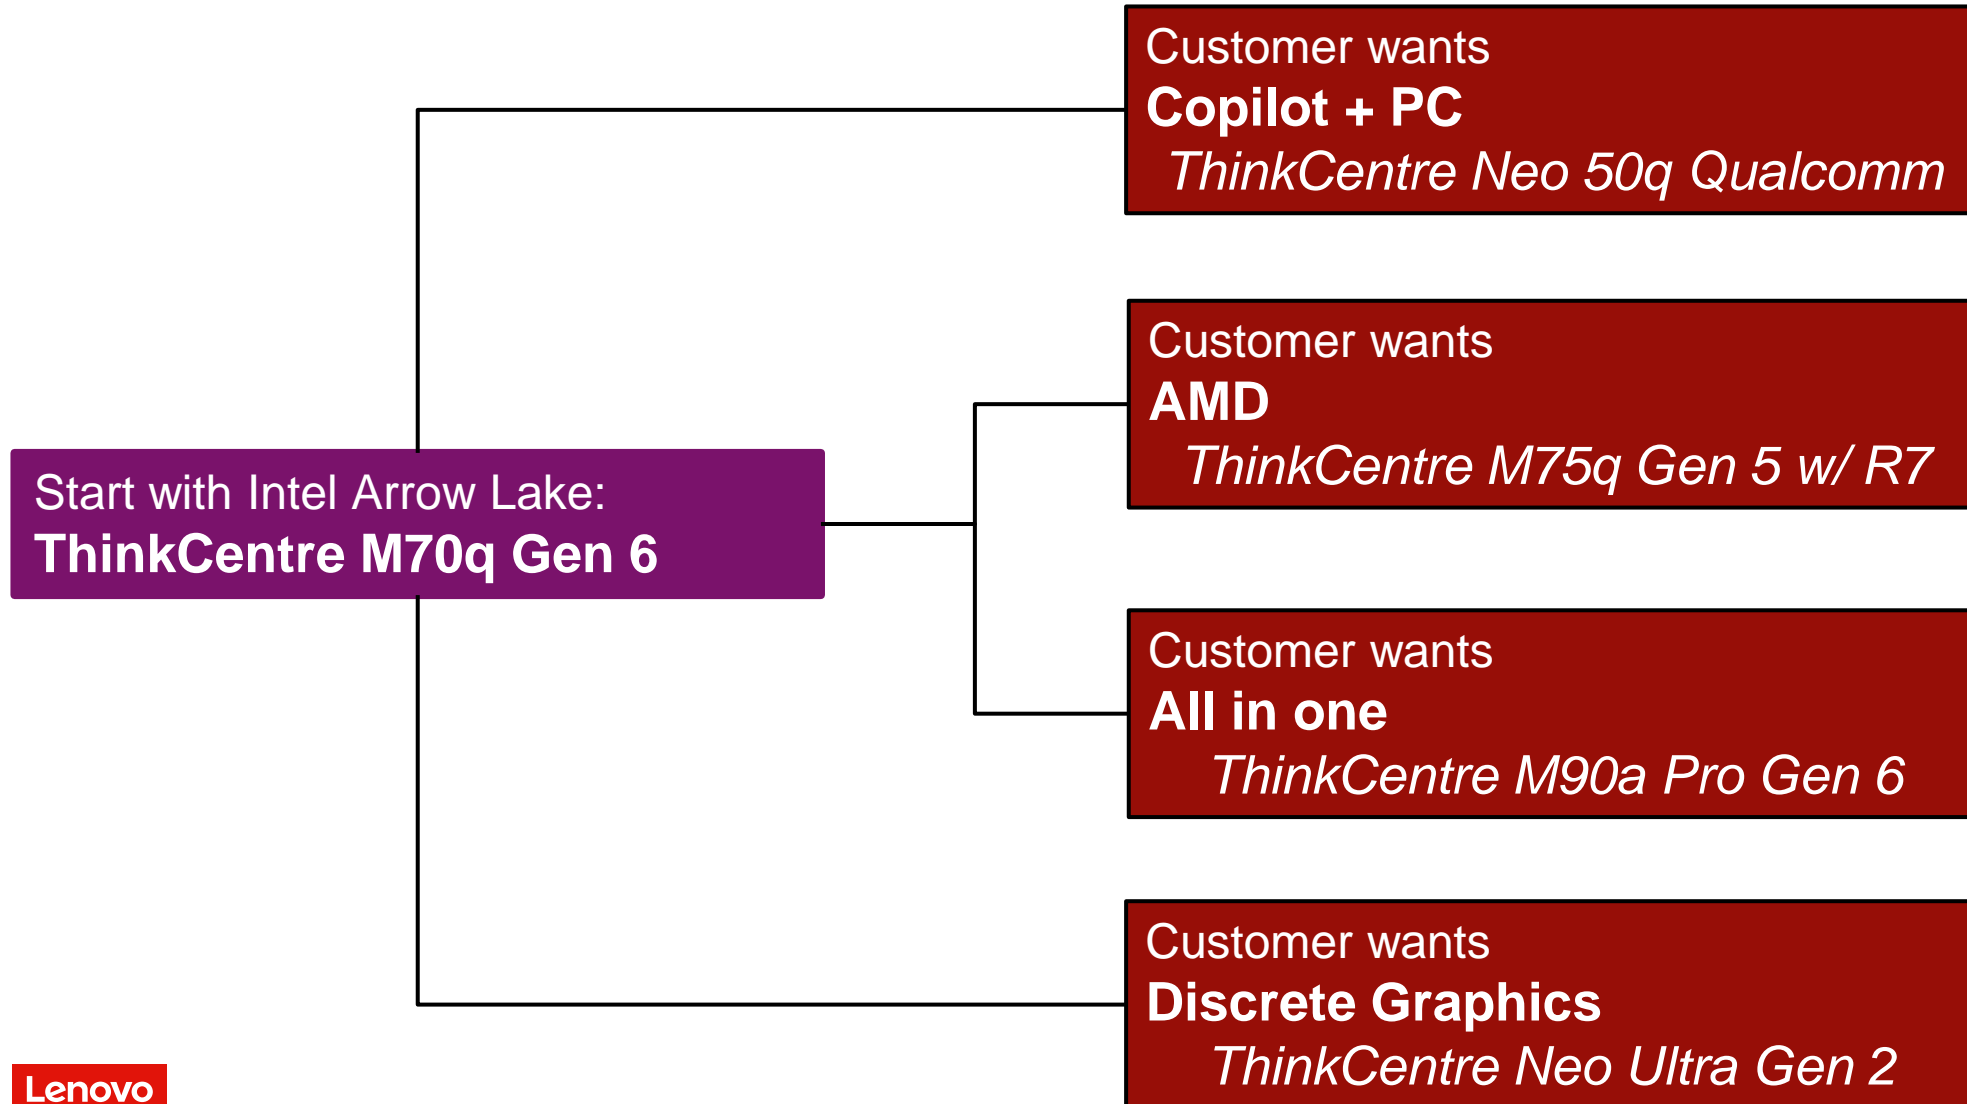 Customer wants
Copilot + PC
ThinkCentre Neo 50q Qualcomm
Customer wants
AMD
ThinkCentre M75q Gen 5 w/ R7
Start with Intel Arrow Lake:
ThinkCentre M70q Gen 6
Customer wants
All in one
ThinkCentre M90a Pro Gen 6
Customer wants
Discrete Graphics
ThinkCentre Neo Ultra Gen 2
Lenovo